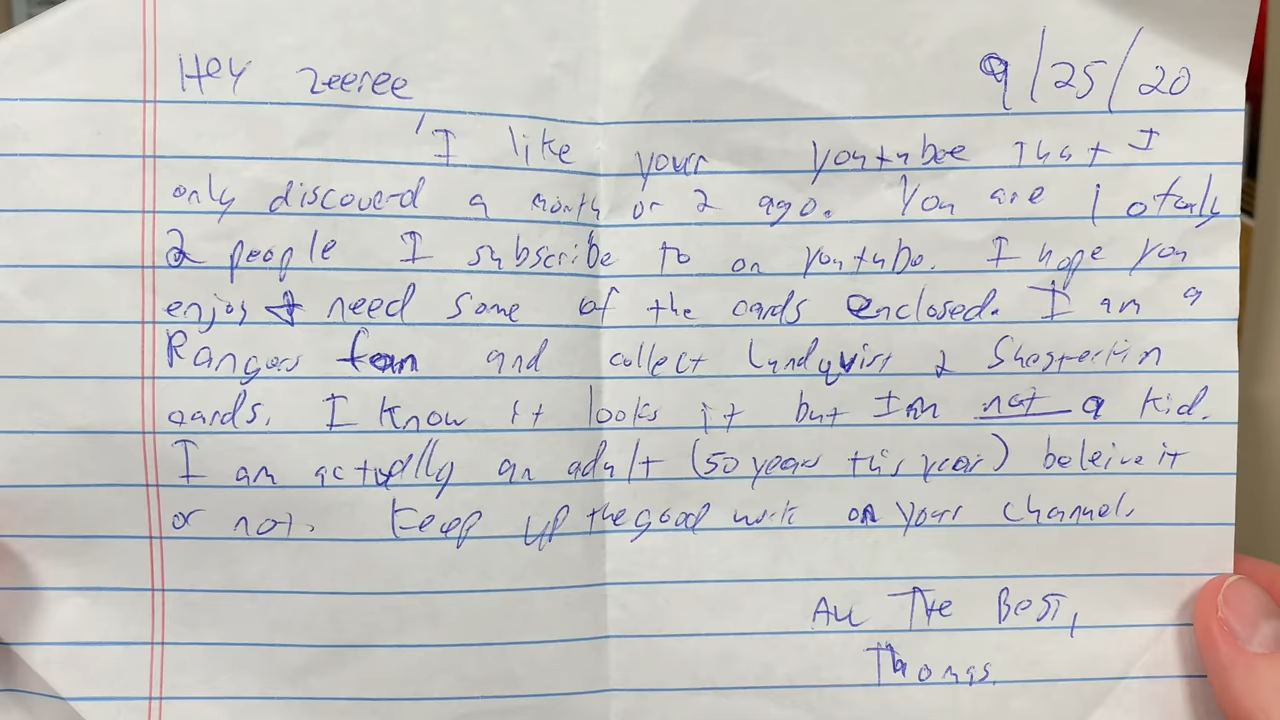 Hey zeeree 9/25/20
I like your youtubee that I
only discoverd a month or 2 ago. You are 1 of only
2 people I subscribe to on youtube. I hope you
enjoy & need some of the cards enclosed. I am a
Rangers fan and collect Lundqvist & Shesterkin
cards. I know it looks it but Im not a kid.
I am actually an adult (50 years this year) beleive it
or not. Keep up the good work on your channel.
All The Best,
Thomas.